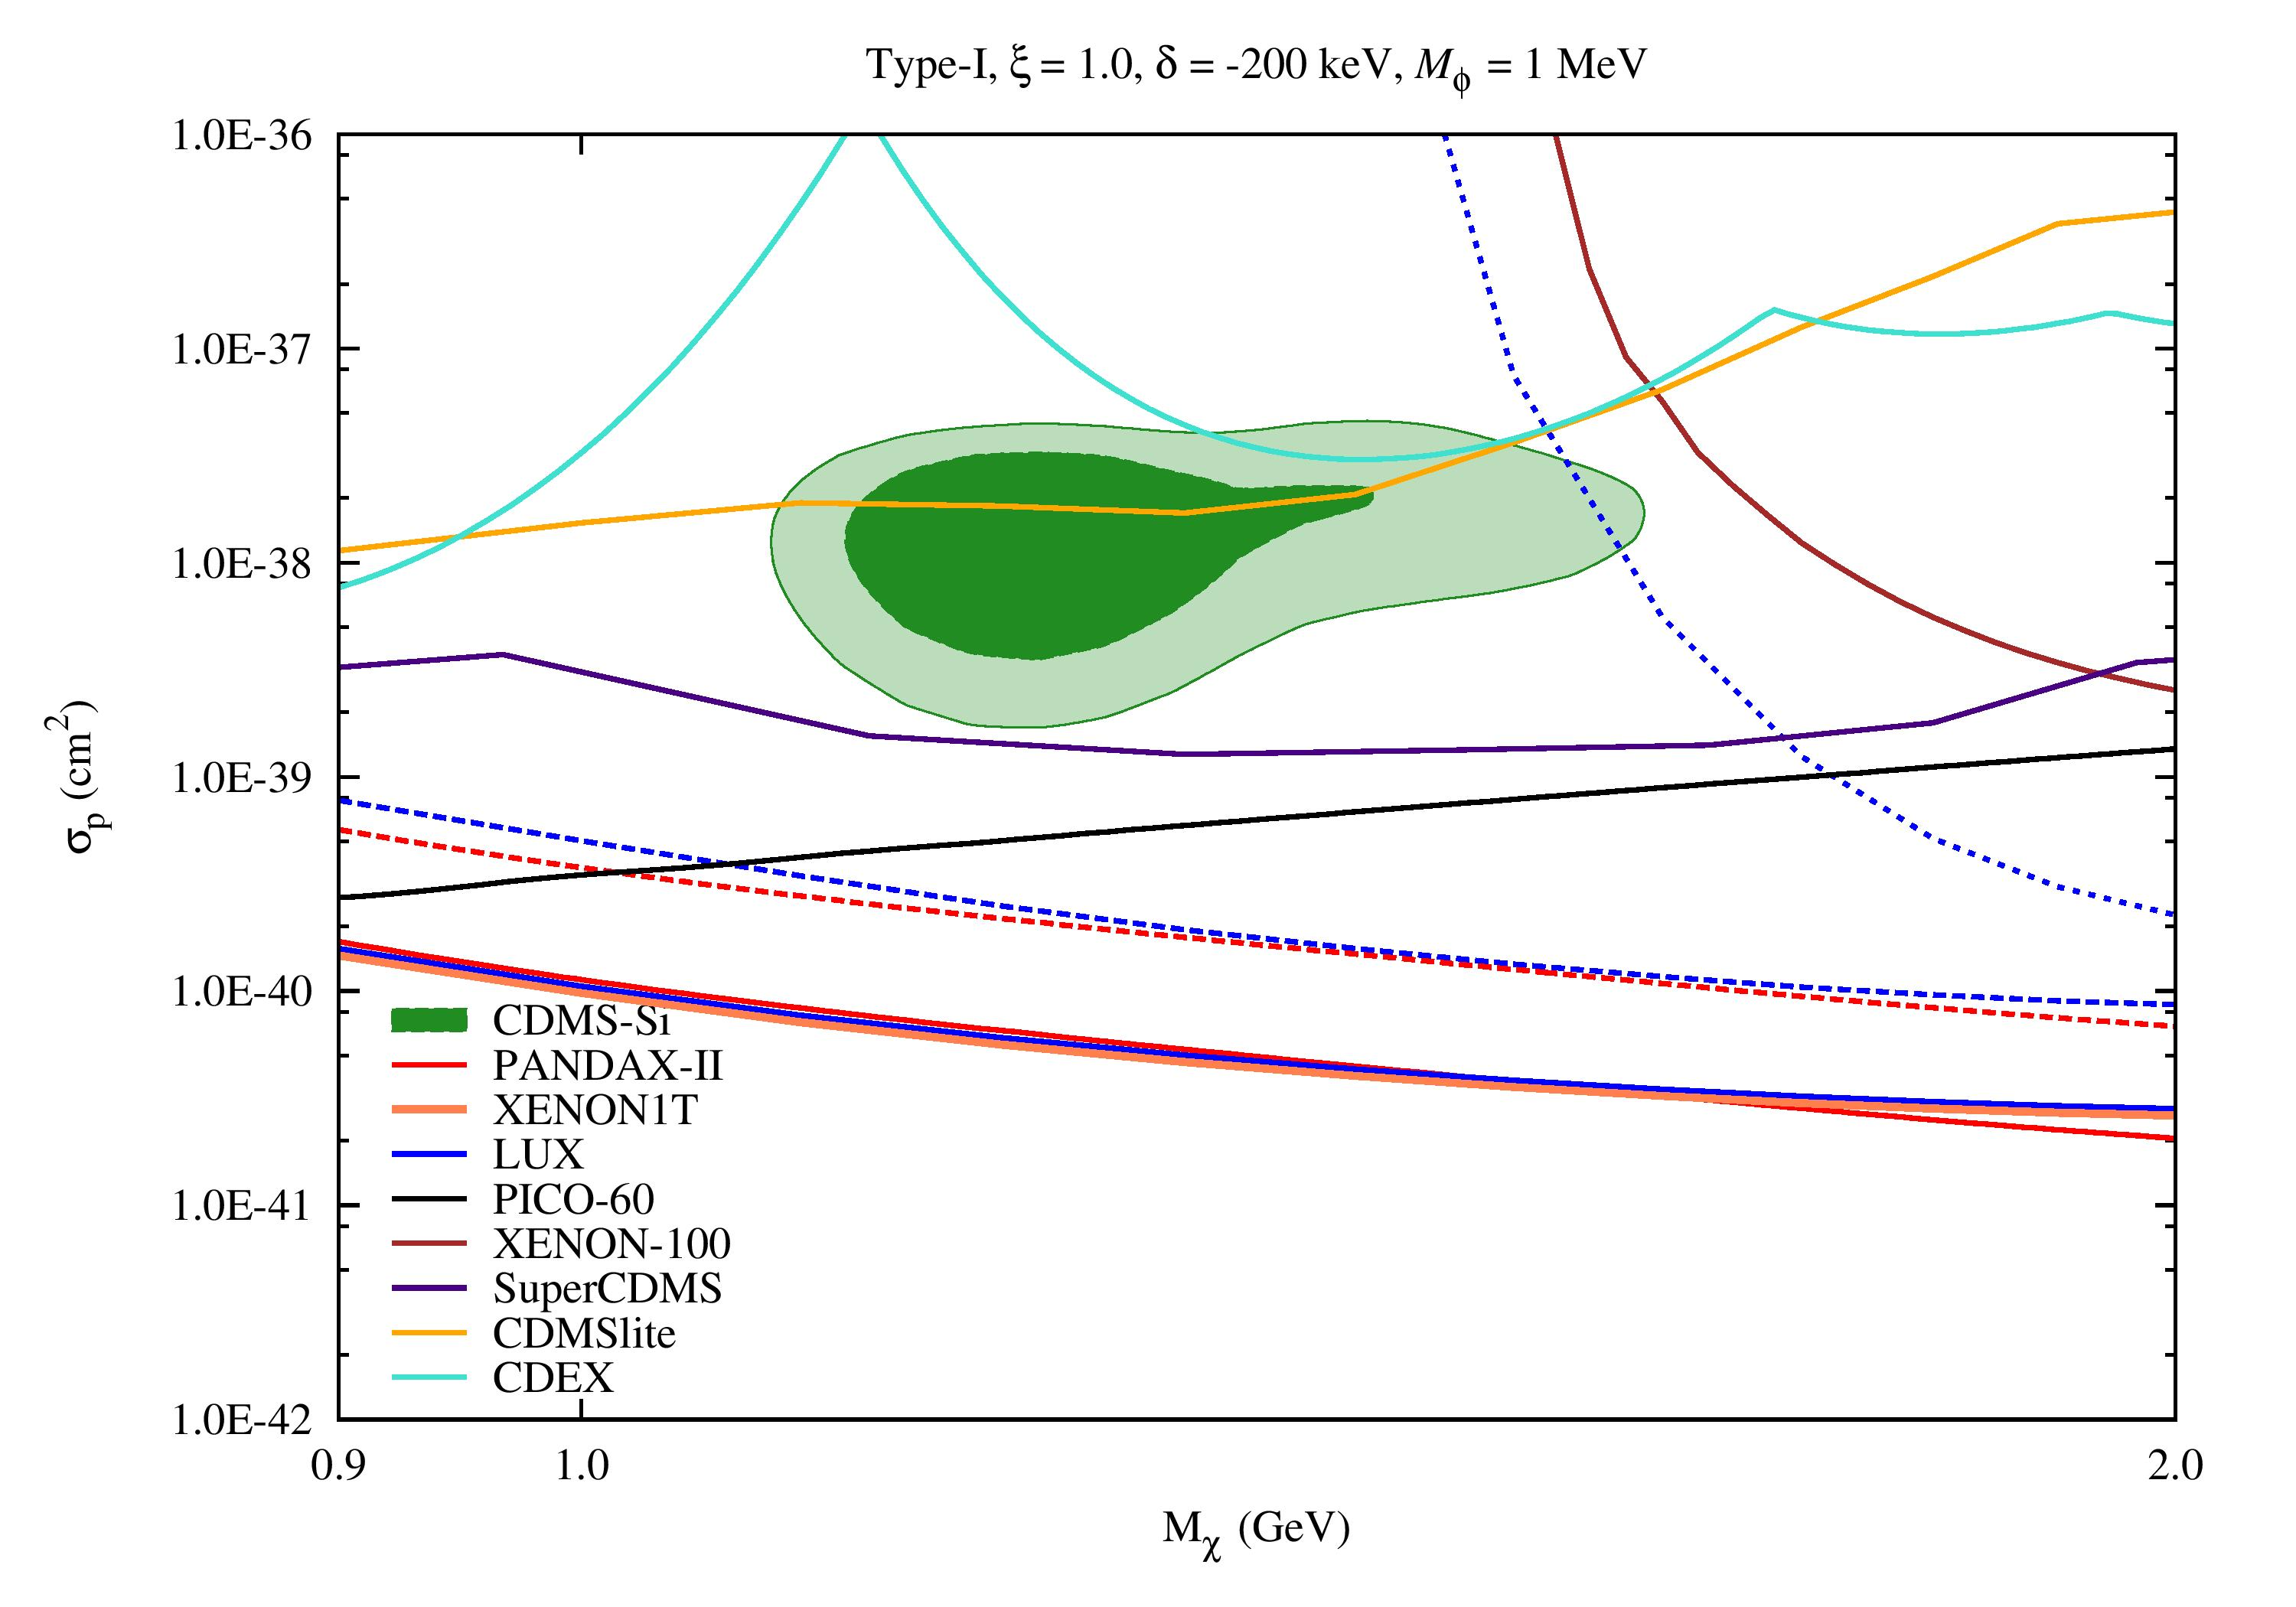 Type-I, ξ = 1.0, δ = -200 keV, Mϕ = 1 MeV
1.0E-36
1.0E-37
1.0E-38
1.0E-39
1.0E-40
1.0E-41
1.0E-42
σp (cm2)
CDMS-Si
PANDAX-II
XENON1T
LUX
PICO-60
XENON-100
SuperCDMS
CDMSlite
CDEX
0.9 1.0 2.0
Mχ (GeV)